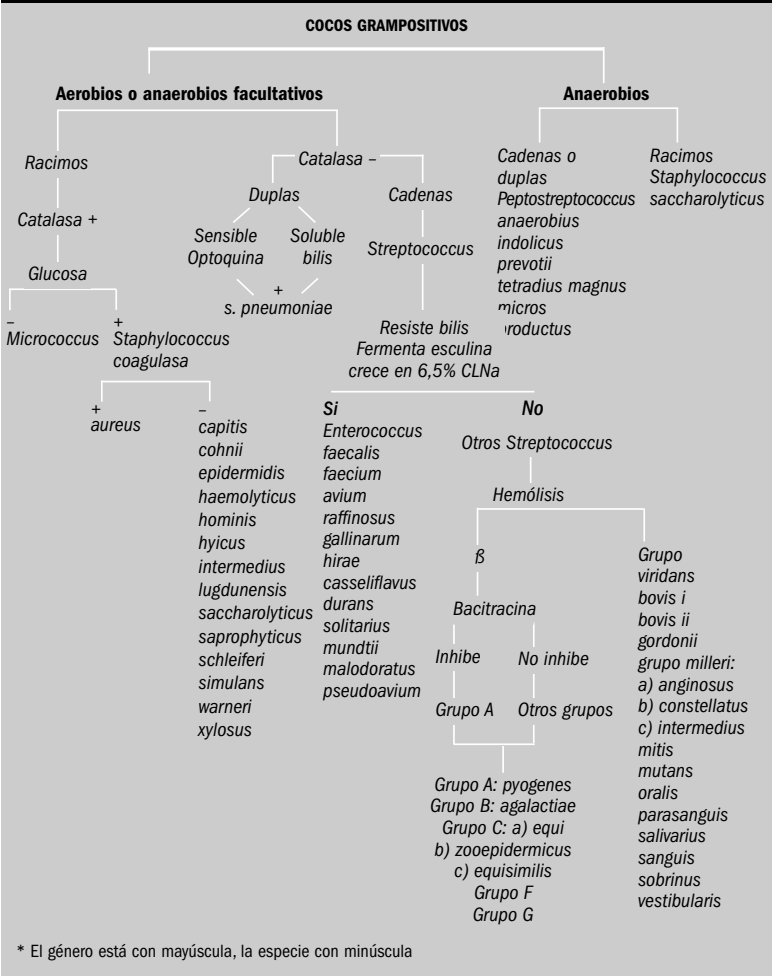 COCOS GRAMPOSITIVOS
Aerobios o anaerobios facultativos
Anaerobios
Racimos
Catalasa +
Glucosa
–
Micrococcus
+
Staphylococcus
coagulasa
+
aureus
–
capitis
cohnii
epidermidis
haemolyticus
hominis
hyicus
intermedius
lugdunensis
saccharolyticus
saprophyticus
schleiferi
simulans
warneri
xylosus
Catalasa –
Duplas
Sensible
Optoquina
Soluble
bilis
+
s. pneumoniae
Cadenas
Streptococcus
Resiste bilis
Fermenta esculina
crece en 6,5% CLNa
Si
Enterococcus
faecalis
faecium
avium
raffinosus
gallinarum
hirae
casseliflavus
durans
solitarius
mundtii
malodoratus
pseudoavium
No
Otros Streptococcus
Hemólisis
ß
Bacitracina
Inhibe
No inhibe
Grupo A
Otros grupos
Grupo A: pyogenes
Grupo B: agalactiae
Grupo C: a) equi
b) zooepidermicus
c) equisimilis
Grupo F
Grupo G
Grupo
viridans
bovis i
bovis ii
gordonii
grupo milleri:
a) anginosus
b) constellatus
c) intermedius
mitis
mutans
oralis
parasanguis
salivarius
sanguis
sobrinus
vestibularis
Cadenas o
duplas
Peptostreptococcus
anaerobius
indolicus
prevotii
tetradius magnus
micros
productus
Racimos
Staphylococcus
saccharolyticus
* El género está con mayúscula, la especie con minúscula